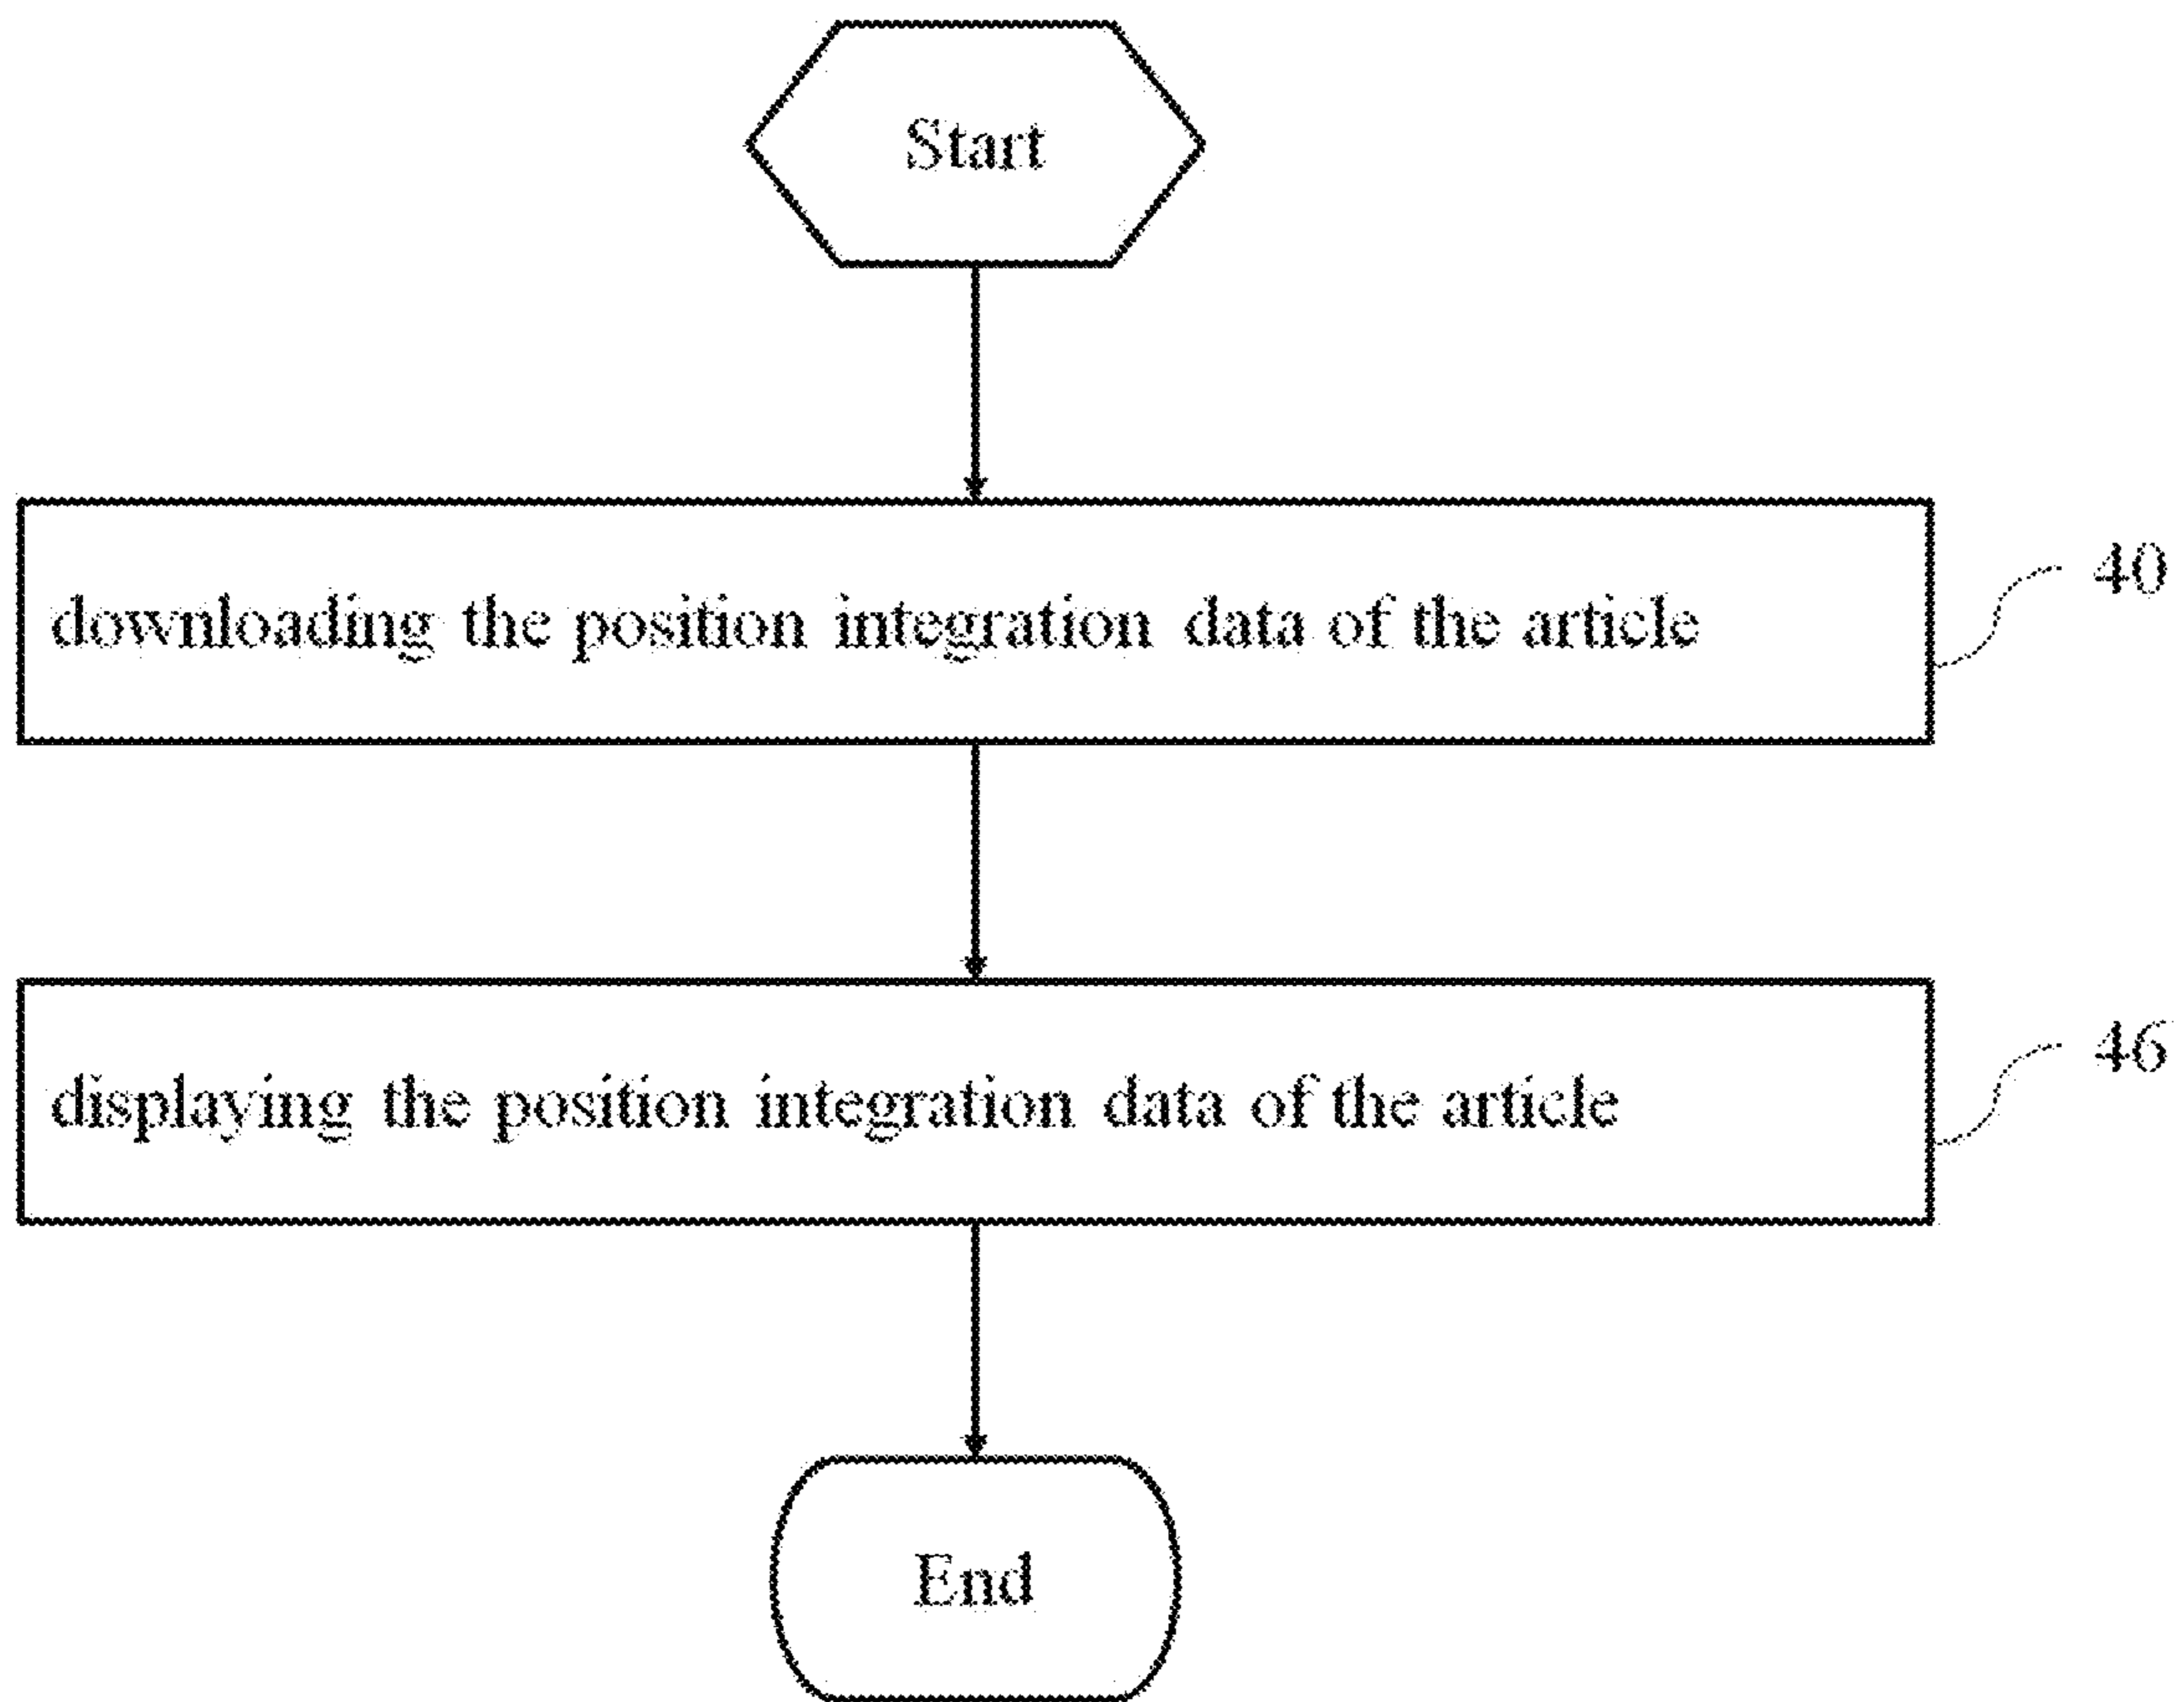 Start
downloading the position integration data of the article
40
displaying the position integration data of the article
46
End